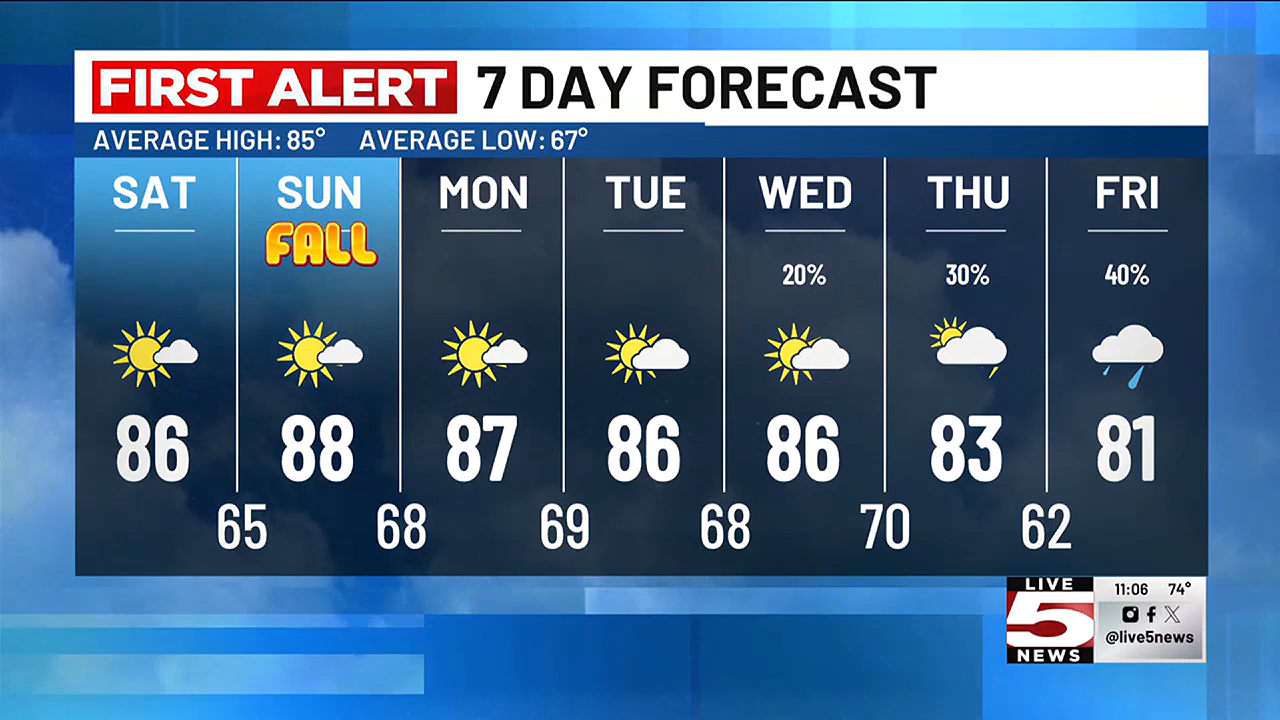 FIRST ALERT 7 DAY FORECAST
AVERAGE HIGH: 85° AVERAGE LOW: 67°
SAT SUN MON TUE WED THU FRI
FALL
20% 30% 40%
86 88 87 86 86 83 81
65 68 69 68 70 62
LIVE
5
NEWS
11:06 74°
@live5news